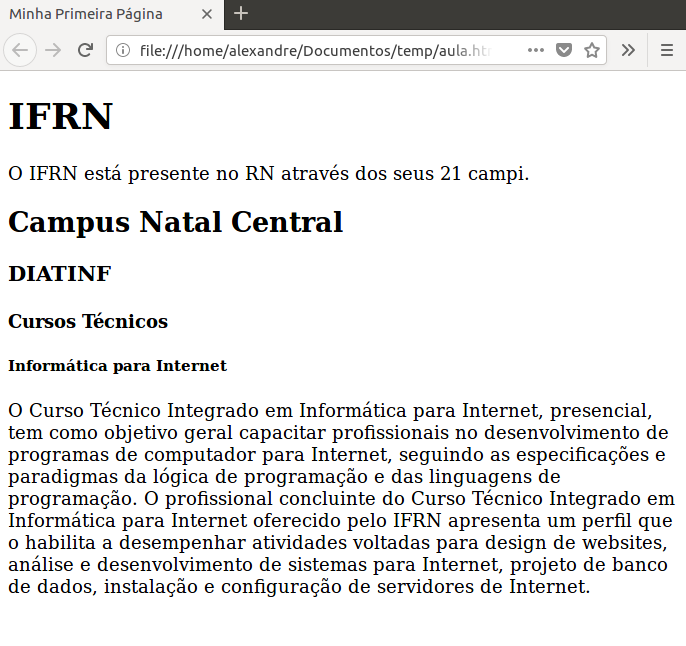 Minha Primeira Página
file:///home/alexandre/Documentos/temp/aula.ht
IFRN
O IFRN está presente no RN através dos seus 21 campi.
Campus Natal Central
DIATINF
Cursos Técnicos
Informática para Internet
O Curso Técnico Integrado em Informática para Internet, presencial,
tem como objetivo geral capacitar profissionais no desenvolvimento de
programas de computador para Internet, seguindo as especificações e
paradigmas da lógica de programação e das linguagens de
programação. O profissional concluinte do Curso Técnico Integrado em
Informática para Internet oferecido pelo IFRN apresenta um perfil que
o habilita a desempenhar atividades voltadas para design de websites,
análise e desenvolvimento de sistemas para Internet, projeto de banco
de dados, instalação e configuração de servidores de Internet.